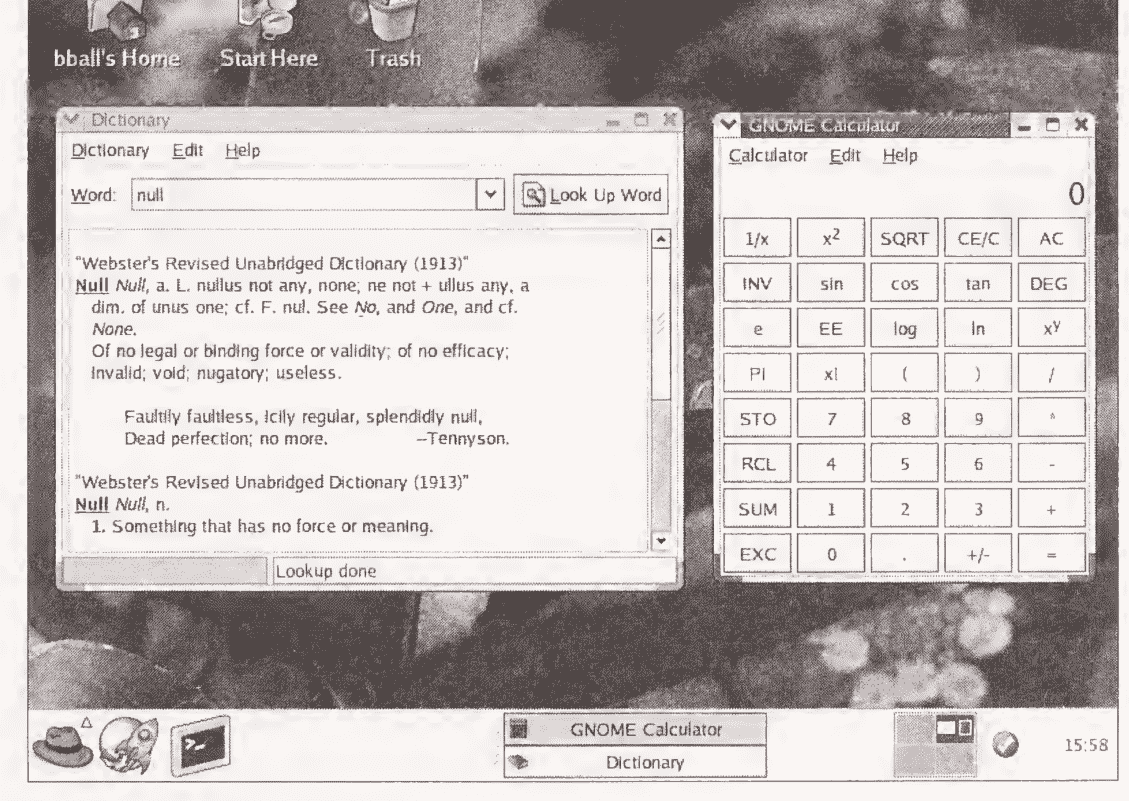 bball's Home Start Here Trash
Dictionary
Dictionary Edit Help
Word: null Look Up Word
"Webster's Revised Unabridged Dictionary (1913)"
Null Null, a. L. nullus not any, none; ne not + ullus any, a
dim. of unus one; cf. F. nul. See No, and One, and cf.
None.
Of no legal or binding force or validity; of no efficacy;
invalid; void; nugatory; useless.
Faultily faultless, icily regular, splendidly null,
Dead perfection; no more. --Tennyson.
"Webster's Revised Unabridged Dictionary (1913)"
Null Null, n.
1. Something that has no force or meaning.
Lookup done
GNOME Calculator
Calculator Edit Help
0
1/x x2 SQRT CE/C AC
INV sin cos tan DEG
e EE log ln xy
PI x! ( ) /
STO 7 8 9 *
RCL 4 5 6 -
SUM 1 2 3 +
EXC 0 . +/- =
GNOME Calculator
Dictionary
15:58